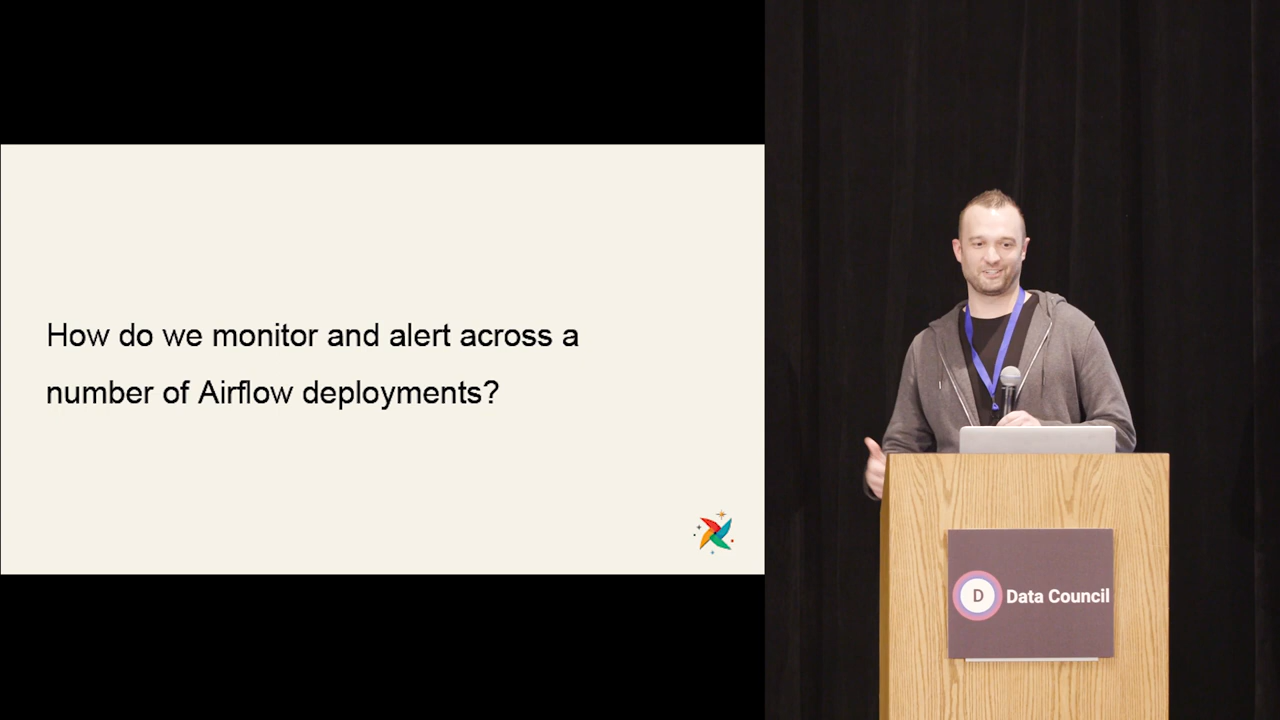 How do we monitor and alert across a
number of Airflow deployments?
D Data Council